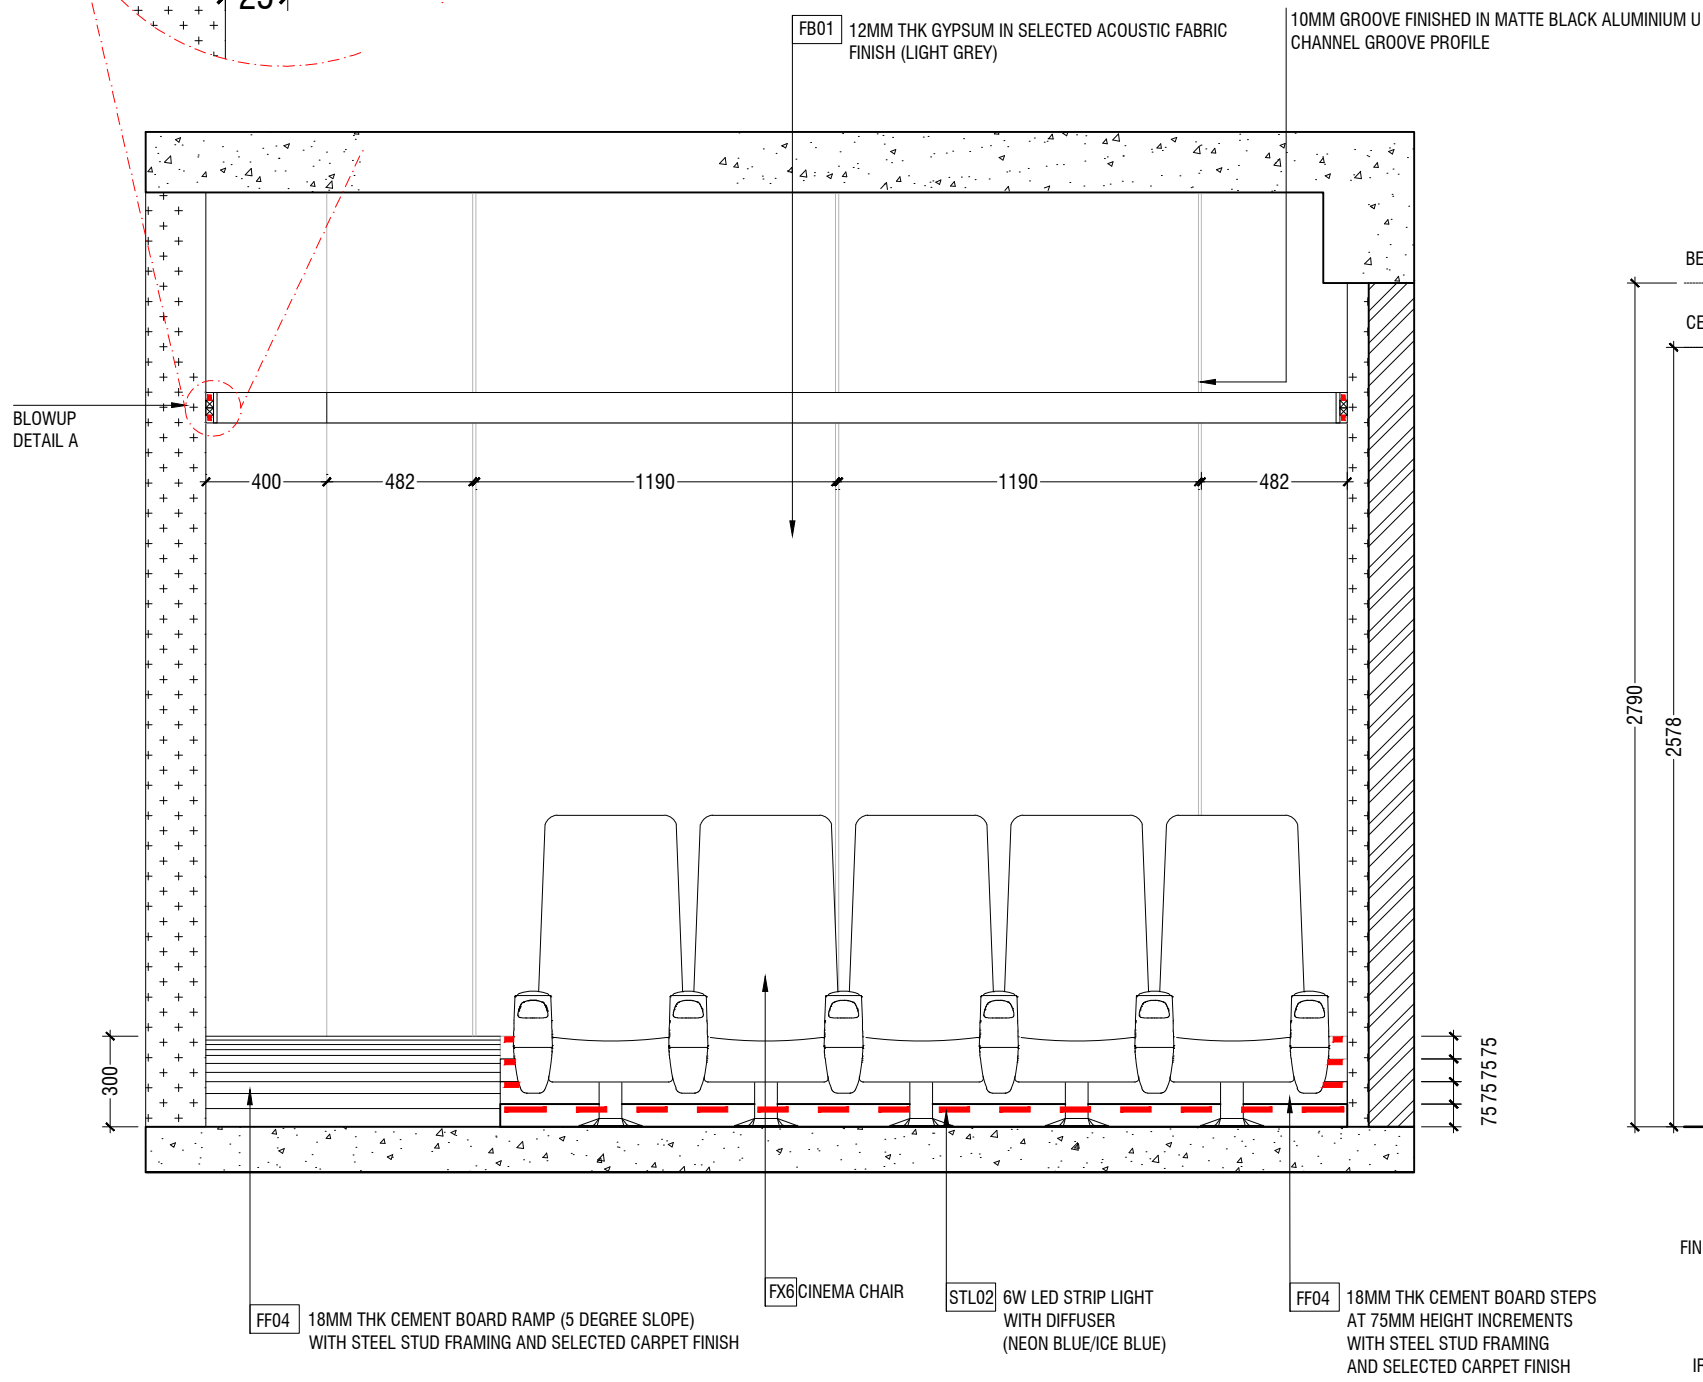 25
FB01 12MM THK GYPSUM IN SELECTED ACOUSTIC FABRIC
FINISH (LIGHT GREY)
10MM GROOVE FINISHED IN MATTE BLACK ALUMINIUM U
CHANNEL GROOVE PROFILE
BE
CE
BLOWUP
DETAIL A
400
482
1190
1190
482
2790
2578
300
75 75 75 75
FF04 18MM THK CEMENT BOARD RAMP (5 DEGREE SLOPE)
WITH STEEL STUD FRAMING AND SELECTED CARPET FINISH
FX6 CINEMA CHAIR
STL02 6W LED STRIP LIGHT
WITH DIFFUSER
(NEON BLUE/ICE BLUE)
FF04 18MM THK CEMENT BOARD STEPS
AT 75MM HEIGHT INCREMENTS
WITH STEEL STUD FRAMING
AND SELECTED CARPET FINISH
FIN